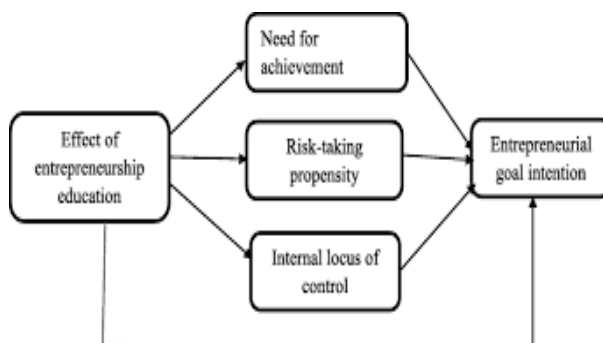 Need for
achievement
Effect of
entrepreneurship
education
Risk-taking
propensity
Entrepreneurial
goal intention
Internal locus of
control